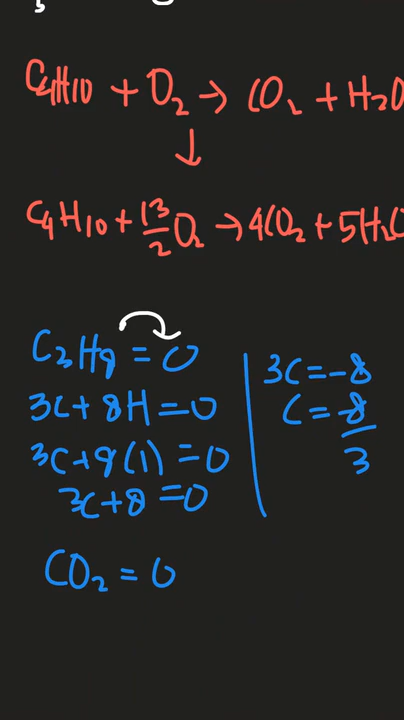 C₄H10 + O₂ → CO₂ + H₂O
↓
C₄H₁₀ + 13/2 O₂ → 4CO₂ + 5H₂O
C₃H₈ = 0
3C + 8H = 0
3C + 8(1) = 0
3C + 8 = 0
3C = -8
C = -8/3
CO₂ = 0